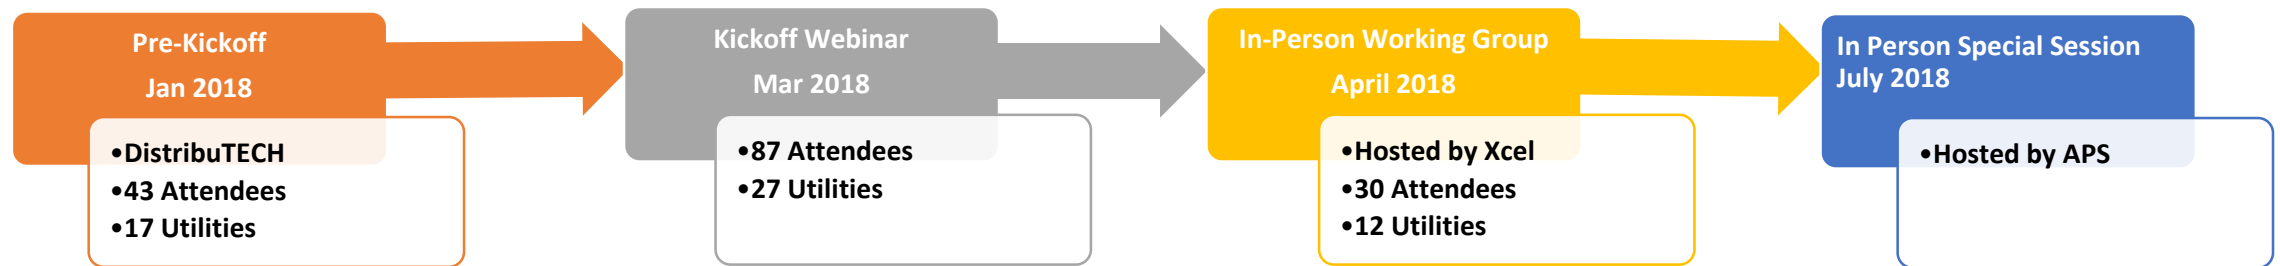 Pre-Kickoff
Jan 2018
•DistribuTECH
•43 Attendees
•17 Utilities
Kickoff Webinar
Mar 2018
•87 Attendees
•27 Utilities
In-Person Working Group
April 2018
•Hosted by Xcel
•30 Attendees
•12 Utilities
In Person Special Session
July 2018
•Hosted by APS